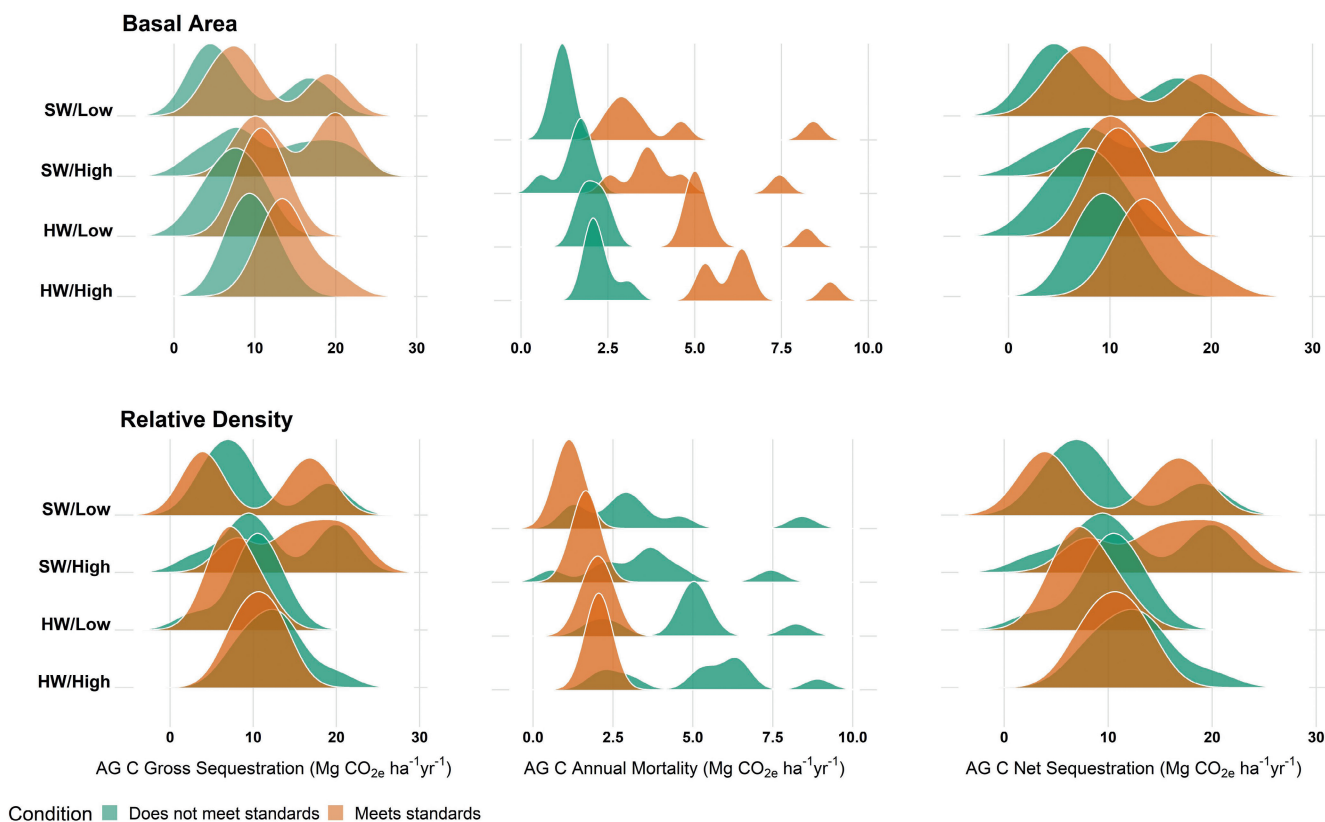 Basal Area
SW/Low
SW/High
HW/Low
HW/High
0 10 20 30
0.0 2.5 5.0 7.5 10.0
0 10 20 30
Relative Density
SW/Low
SW/High
HW/Low
HW/High
0 10 20 30
0.0 2.5 5.0 7.5 10.0
0 10 20 30
AG C Gross Sequestration (Mg CO₂ₑ ha⁻¹yr⁻¹)
AG C Annual Mortality (Mg CO₂ₑ ha⁻¹yr⁻¹)
AG C Net Sequestration (Mg CO₂ₑ ha⁻¹yr⁻¹)
Condition Does not meet standards Meets standards